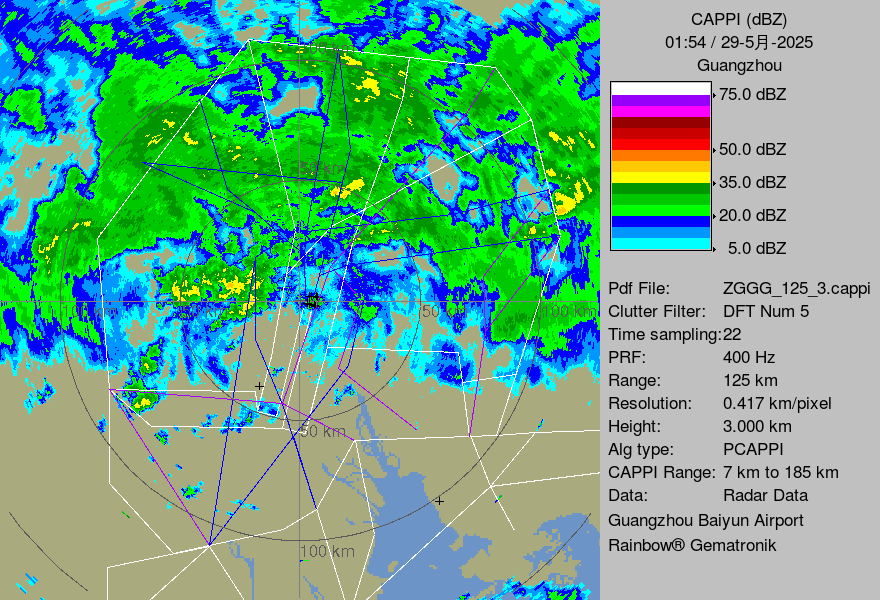 CAPPI (dBZ)
01:54 / 29-5月-2025
Guangzhou
75.0 dBZ
50.0 dBZ
35.0 dBZ
20.0 dBZ
5.0 dBZ
Pdf File: ZGGG_125_3.cappi
Clutter Filter: DFT Num 5
Time sampling:22
PRF: 400 Hz
Range: 125 km
Resolution: 0.417 km/pixel
Height: 3.000 km
Alg type: PCAPPI
CAPPI Range: 7 km to 185 km
Data: Radar Data
Guangzhou Baiyun Airport
Rainbow® Gematronik
100 km
50 km
100 km
50 km
100 km